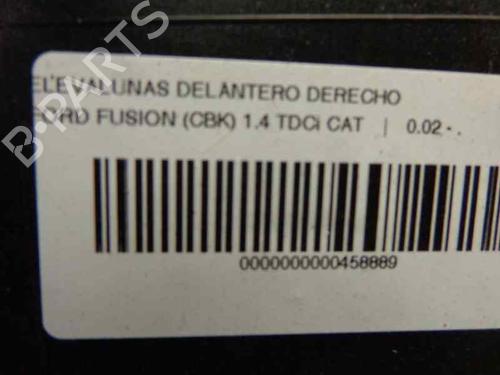 ELEVALUNAS DELANTERO DERECHO
FORD FUSION (CBK) 1.4 TDCi CAT | 0.02 - .
0000000000458889
B-PARTS